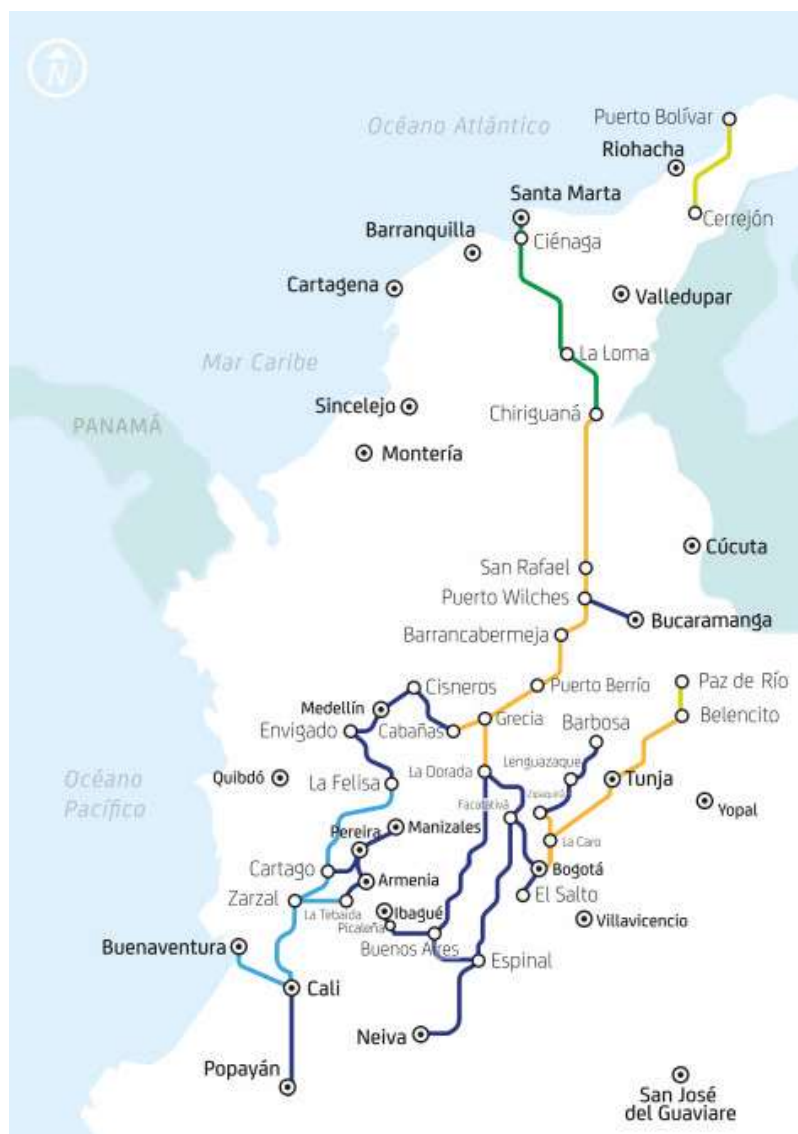 N
Puerto Bolívar
Océano Atlántico
Riohacha
Santa Marta
Cerrejón
Barranquilla
Ciénaga
Cartagena
Valledupar
La Loma
Mar Caribe
Sincelejo
Chiriguaná
PANAMÁ
Montería
Cúcuta
San Rafael
Puerto Wilches
Bucaramanga
Barrancabermeja
Cisneros
Puerto Berrío
Paz de Río
Medellín
Grecia
Barbosa
Belencito
Envigado
Cabañas
Lenguazaque
La Dorada
Tunja
Océano
Pacífico
Quibdó
La Felisa
Zipaquirá
Facatativá
Yopal
Manizales
Pereira
La Caro
Cartago
Bogotá
Armenia
Zarzal
La Tebaida
El Salto
Ibagué
Picaleña
Villavicencio
Buenaventura
Buenos Aires
Espinal
Cali
Neiva
Popayán
San José
del Guaviare